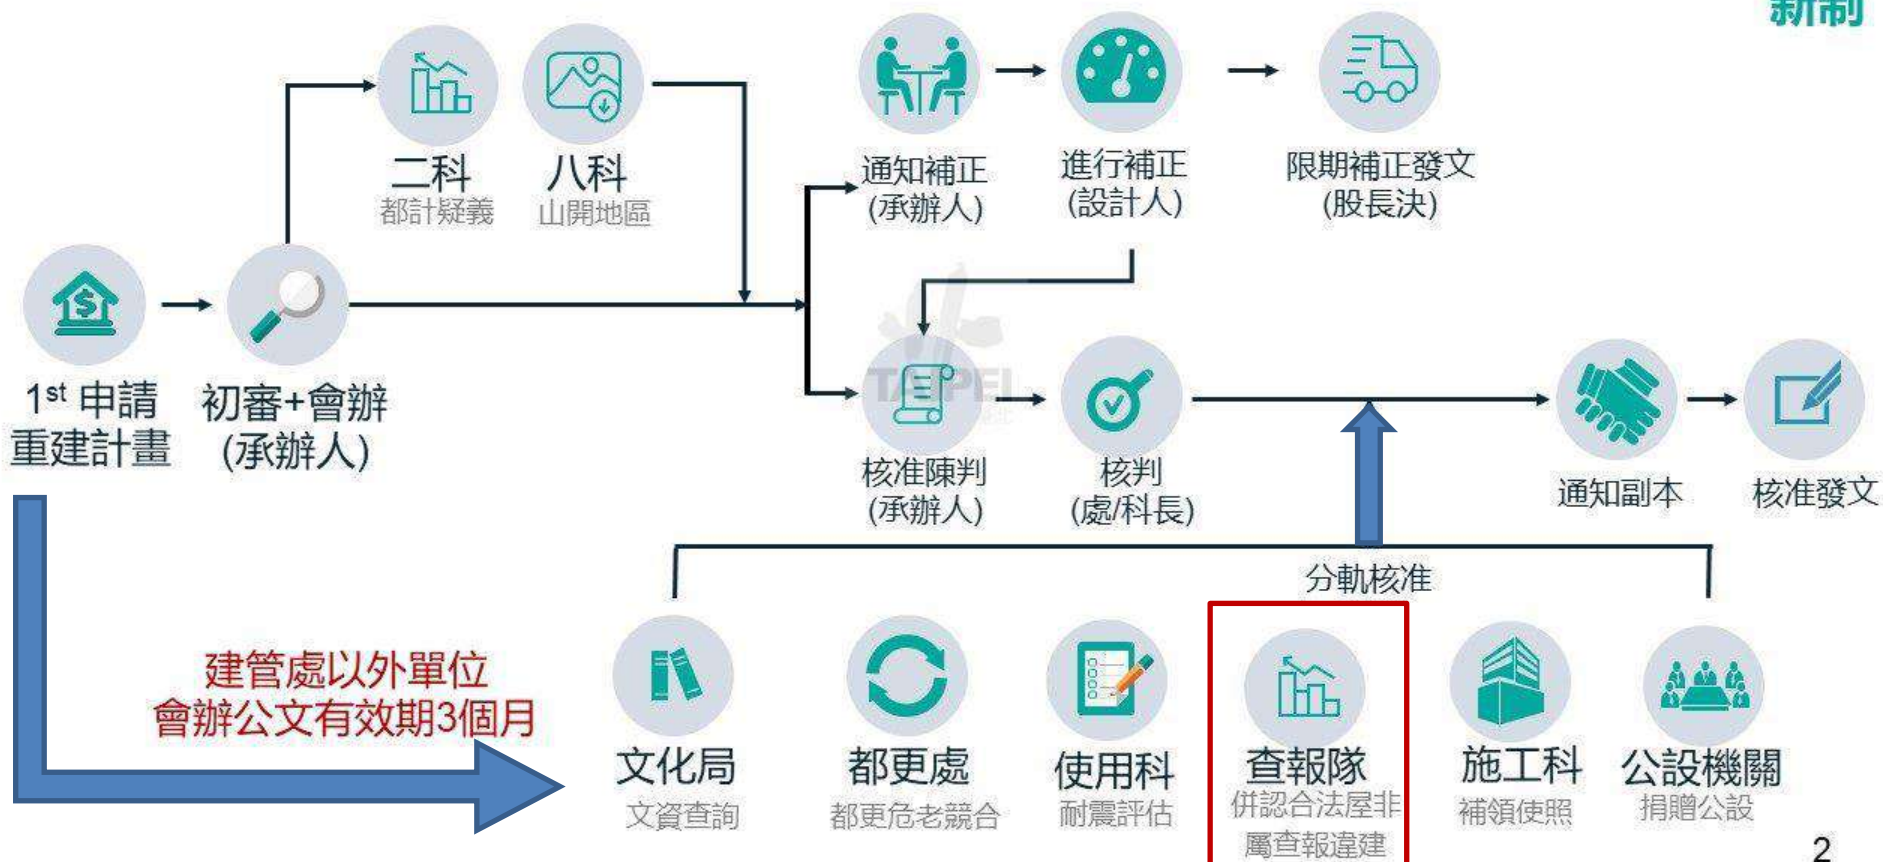 新制
二科
都計疑義
八科
山開地區
通知補正
(承辦人)
進行補正
(設計人)
限期補正發文
(股長決)
1st 申請
重建計畫
初審+會辦
(承辦人)
TAIPEI
核准陳判
(承辦人)
核判
(處/科長)
通知副本
核准發文
分軌核准
建管處以外單位
會辦公文有效期3個月
文化局
文資查詢
都更處
都更危老競合
使用科
耐震評估
查報隊
併認合法屋非
屬查報違建
施工科
補領使照
公設機關
捐贈公設
2